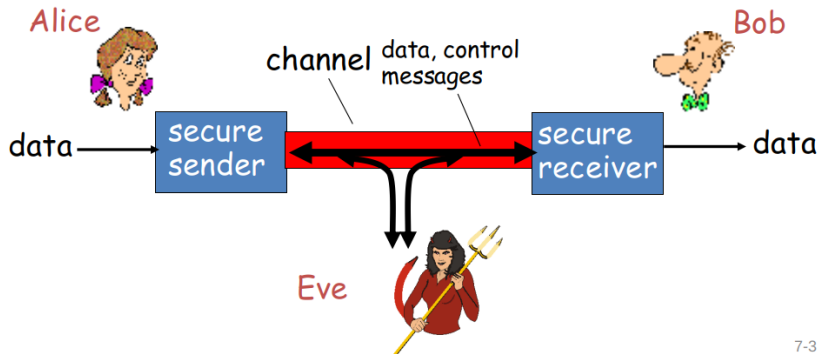 Alice
Bob
channel
data, control
messages
data
secure
sender
secure
receiver
data
Eve
7-3